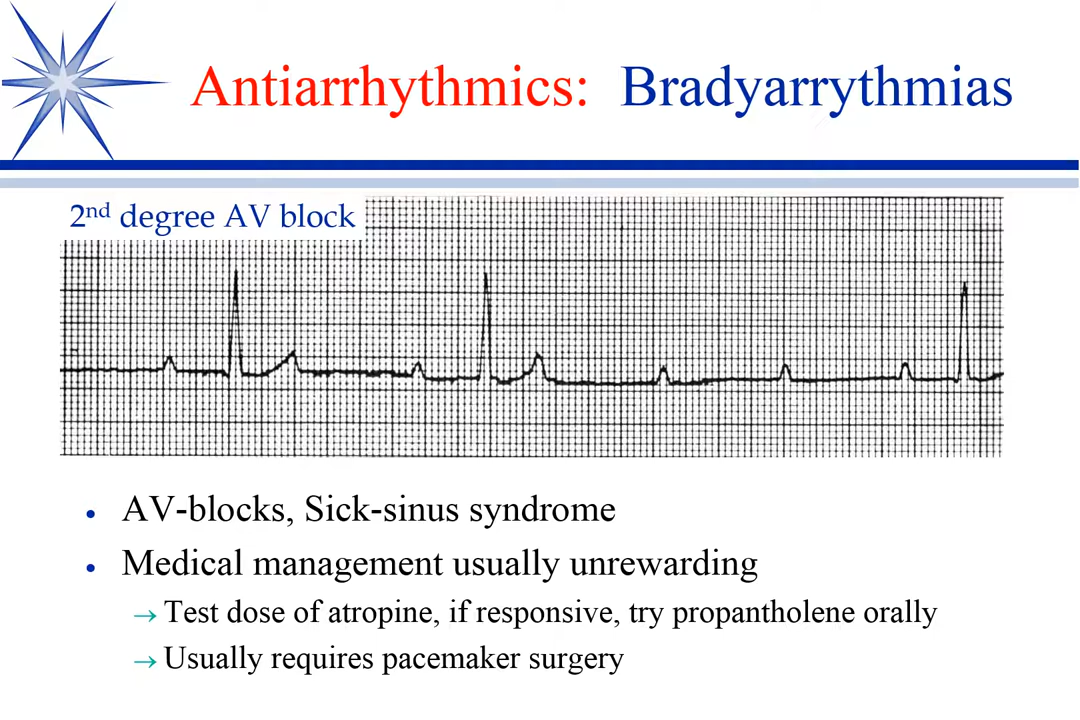 Antiarrhythmics: Bradyarrythmias
2nd degree AV block
• AV-blocks, Sick-sinus syndrome
• Medical management usually unrewarding
→ Test dose of atropine, if responsive, try propantholene orally
→ Usually requires pacemaker surgery